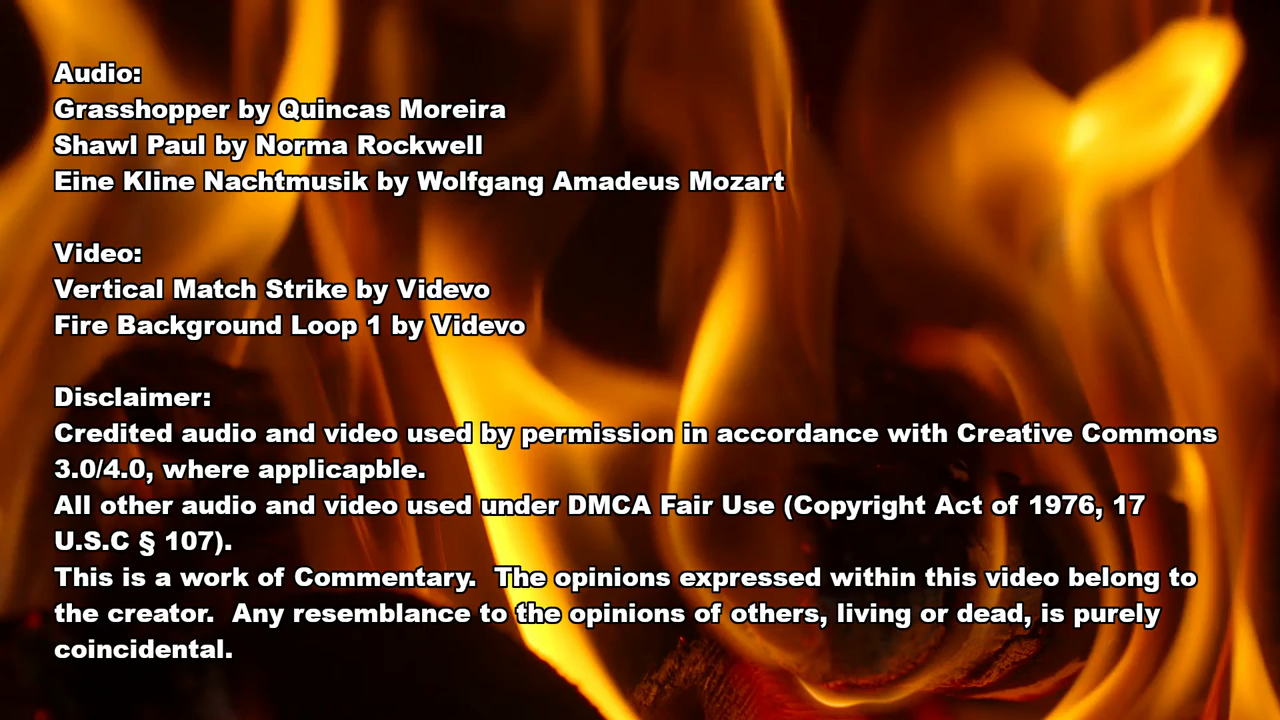 Audio:
Grasshopper by Quincas Moreira
Shawl Paul by Norma Rockwell
Eine Kline Nachtmusik by Wolfgang Amadeus Mozart
Video:
Vertical Match Strike by Videvo
Fire Background Loop 1 by Videvo
Disclaimer:
Credited audio and video used by permission in accordance with Creative Commons
3.0/4.0, where applicapble.
All other audio and video used under DMCA Fair Use (Copyright Act of 1976, 17
U.S.C § 107).
This is a work of Commentary.  The opinions expressed within this video belong to
the creator.  Any resemblance to the opinions of others, living or dead, is purely
coincidental.